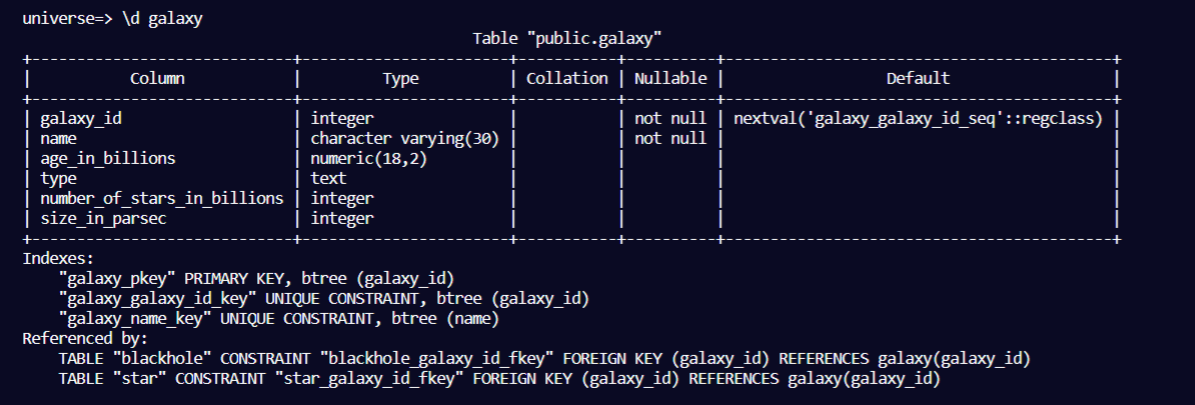 universe=> \d galaxy
                                                  Table "public.galaxy"
+-----------------------------+-----------------------+-----------+----------+-------------------------------------------+
|           Column            |         Type          | Collation | Nullable |                  Default                  |
+-----------------------------+-----------------------+-----------+----------+-------------------------------------------+
| galaxy_id                   | integer               |           | not null | nextval('galaxy_galaxy_id_seq'::regclass) |
| name                        | character varying(30) |           | not null |                                           |
| age_in_billions             | numeric(18,2)         |           |          |                                           |
| type                        | text                  |           |          |                                           |
| number_of_stars_in_billions | integer               |           |          |                                           |
| size_in_parsec              | integer               |           |          |                                           |
+-----------------------------+-----------------------+-----------+----------+-------------------------------------------+
Indexes:
    "galaxy_pkey" PRIMARY KEY, btree (galaxy_id)
    "galaxy_galaxy_id_key" UNIQUE CONSTRAINT, btree (galaxy_id)
    "galaxy_name_key" UNIQUE CONSTRAINT, btree (name)
Referenced by:
    TABLE "blackhole" CONSTRAINT "blackhole_galaxy_id_fkey" FOREIGN KEY (galaxy_id) REFERENCES galaxy(galaxy_id)
    TABLE "star" CONSTRAINT "star_galaxy_id_fkey" FOREIGN KEY (galaxy_id) REFERENCES galaxy(galaxy_id)